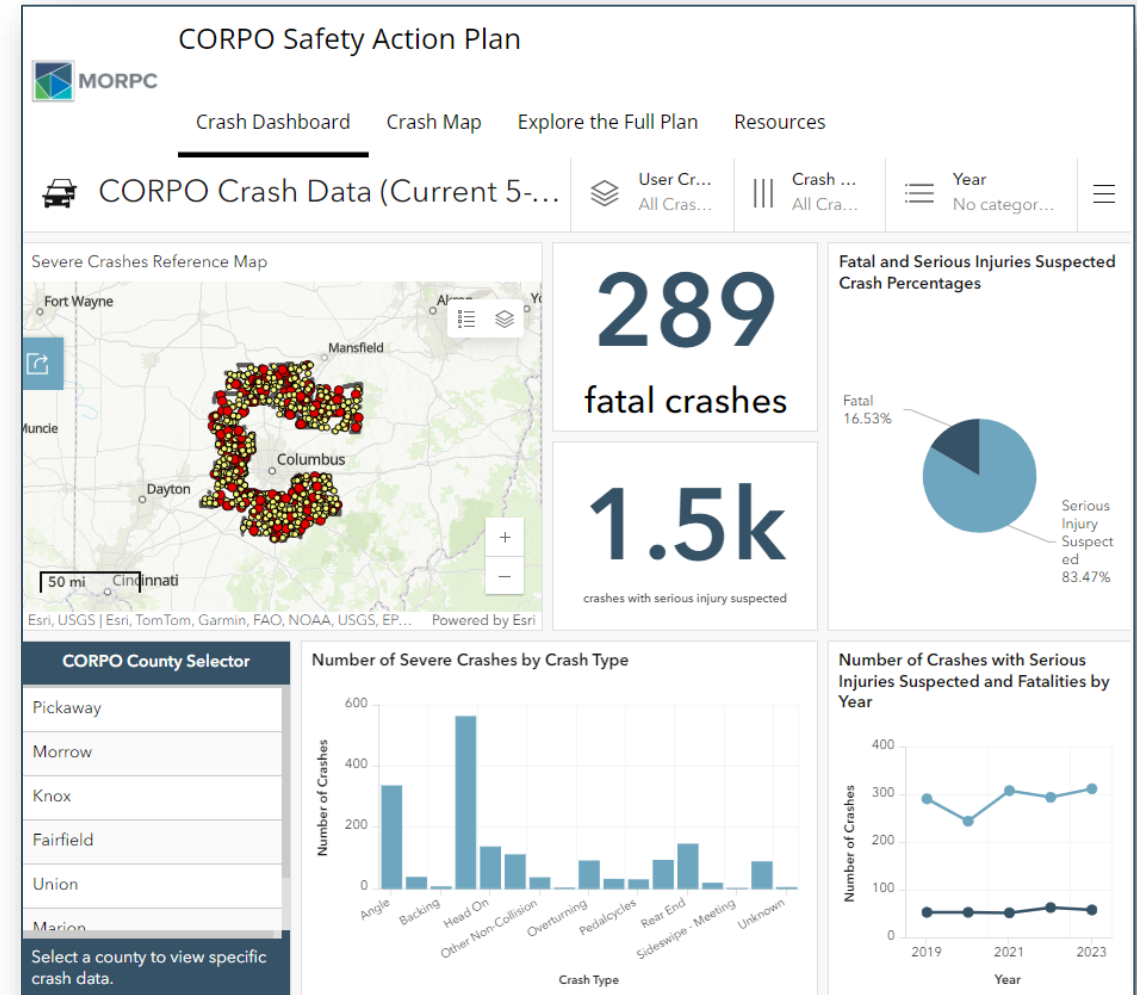 CORPO Safety Action Plan
MORPC
Crash Dashboard
Crash Map
Explore the Full Plan
Resources
CORPO Crash Data (Current 5-...
User Cr...
All Cras...
Crash ...
All Cra...
Year
No categor...
Severe Crashes Reference Map
Fort Wayne
Mansfield
Muncie
Columbus
Dayton
50 mi
Cincinnati
Esri, USGS | Esri, TomTom, Garmin, FAO, NOAA, USGS, EP...
Powered by Esri
289
fatal crashes
1.5k
crashes with serious injury suspected
Fatal and Serious Injuries Suspected
Crash Percentages
Fatal
16.53%
Serious
Injury
Suspect
ed
83.47%
CORPO County Selector
Pickaway
Morrow
Knox
Fairfield
Union
Marion
Select a county to view specific
crash data.
Number of Severe Crashes by Crash Type
Number of Crashes
600
400
200
0
Angle
Backing
Head On
Other Non-Collision
Overturning
Pedalcycles
Rear End
Sideswipe - Meeting
Unknown
Crash Type
Number of Crashes with Serious
Injuries Suspected and Fatalities by
Year
Number of Crashes
400
300
200
100
0
2019
2021
2023
Year